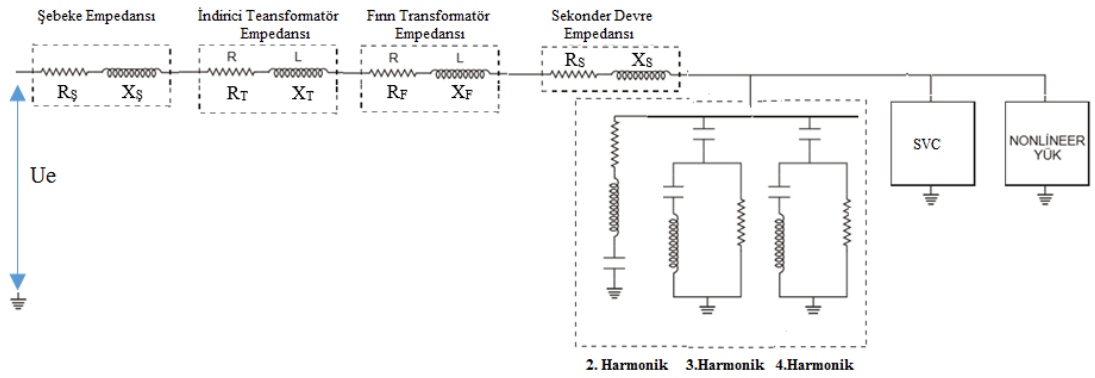 Şebeke Empedansı
İndirici Teansformatör
Empedansı
Fırın Transformatör
Empedansı
Sekonder Devre
Empedansı
R L
R L
RS XS
RŞ XŞ
RT XT
RF XF
Ue
SVC
NONLİNEER
YÜK
2. Harmonik 3.Harmonik 4.Harmonik